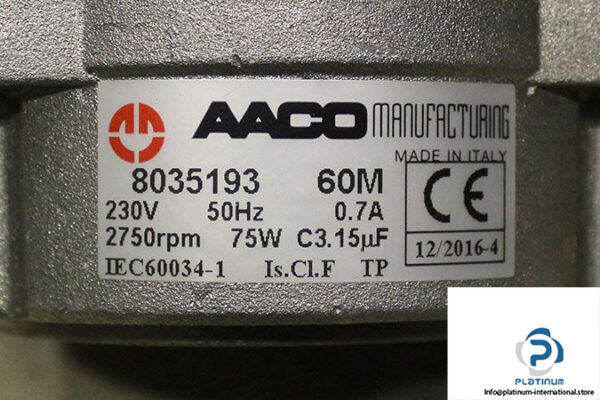 AACO MANUFACTURING
MADE IN ITALY
8035193 60M
230V 50Hz 0.7A
2750rpm 75W C3.15µF
IEC60034-1 Is.Cl.F TP
CE
12/2016-4
PLATINUM
Info@platinum-international.store